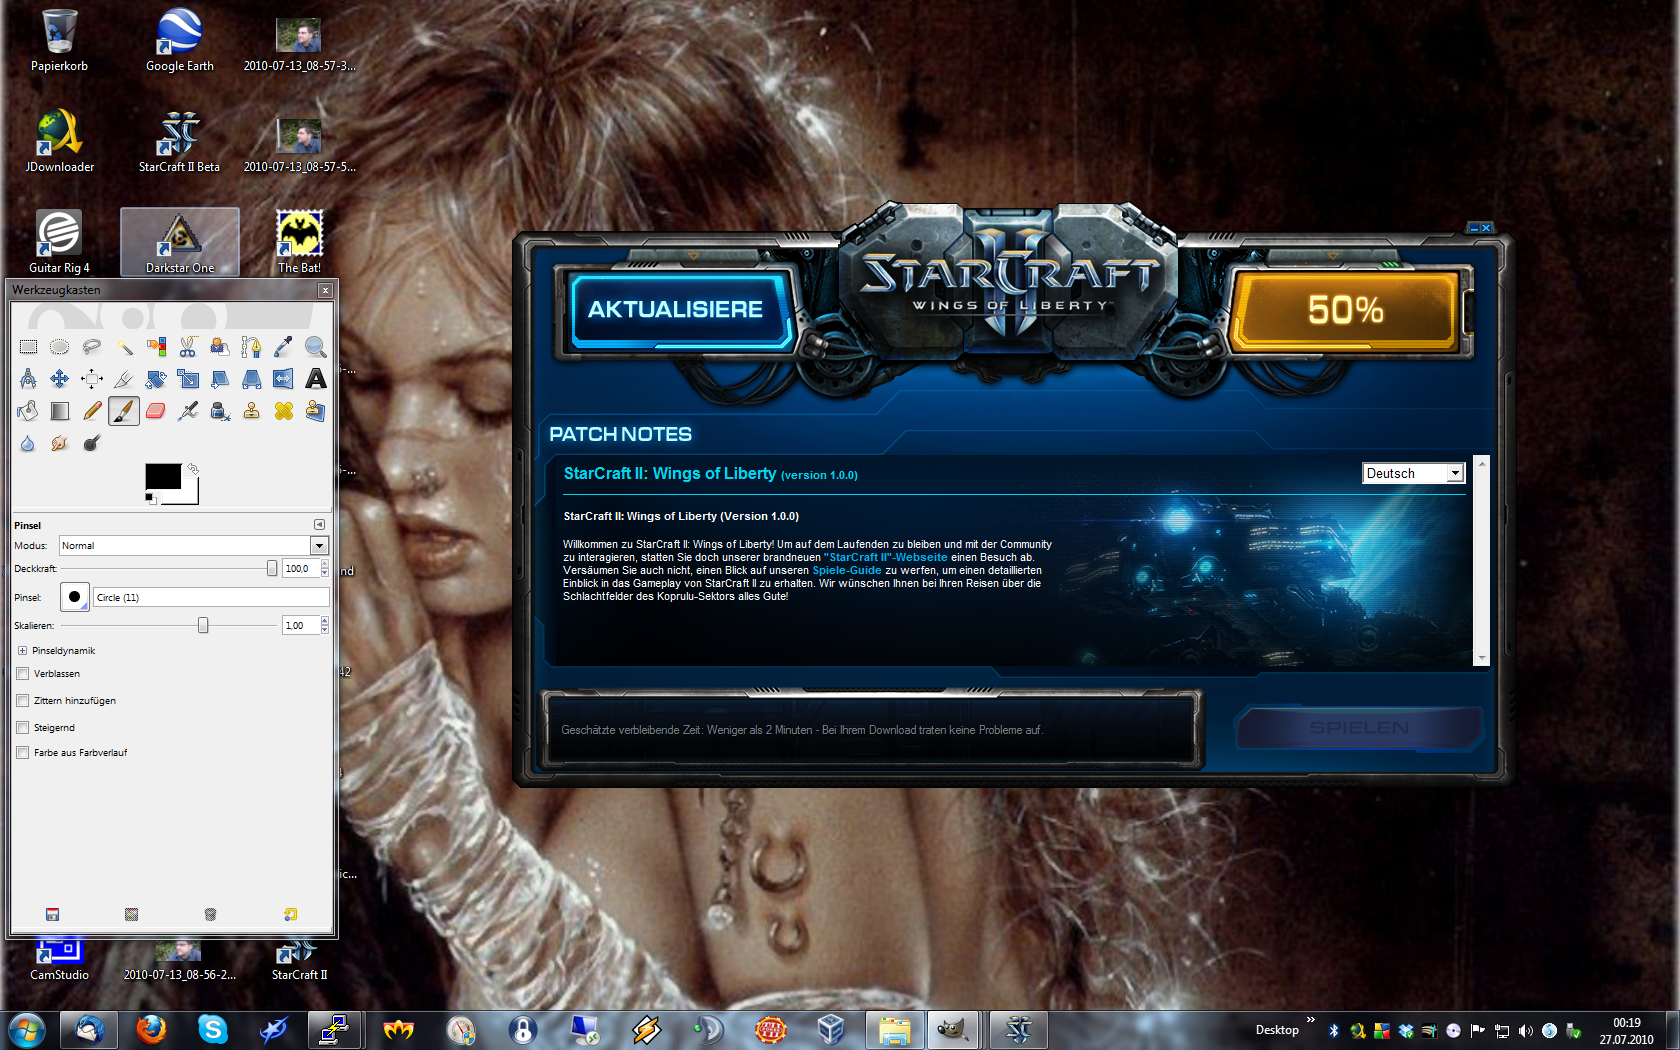 Papierkorb
Google Earth
2010-07-13_08-57-3...
JDownloader
StarCraft II Beta
2010-07-13_08-57-5...
Guitar Rig 4
Darkstar One
The Bat!
Werkzeugkasten
Pinsel
Modus: Normal
Deckkraft: 100,0
Pinsel: Circle (11)
Skalieren: 1,00
Pinseldynamik
Verblassen
Zittern hinzufügen
Steigernd
Farbe aus Farbverlauf
nd
42
ic...
CamStudio
2010-07-13_08-56-2...
StarCraft II
AKTUALISIERE
STARCRAFT
II
WINGS OF LIBERTY
50%
PATCH NOTES
StarCraft II: Wings of Liberty (version 1.0.0)
Deutsch
StarCraft II: Wings of Liberty (Version 1.0.0)
Willkommen zu StarCraft II: Wings of Liberty! Um auf dem Laufenden zu bleiben und mit der Community
zu interagieren, statten Sie doch unserer brandneuen "StarCraft II"-Webseite einen Besuch ab.
Versäumen Sie auch nicht, einen Blick auf unseren Spiele-Guide zu werfen, um einen detaillierten
Einblick in das Gameplay von StarCraft II zu erhalten. Wir wünschen Ihnen bei Ihren Reisen über die
Schlachtfelder des Koprulu-Sektors alles Gute!
Geschätzte verbleibende Zeit: Weniger als 2 Minuten - Bei Ihrem Download traten keine Probleme auf.
SPIELEN
Desktop
00:19
27.07.2010